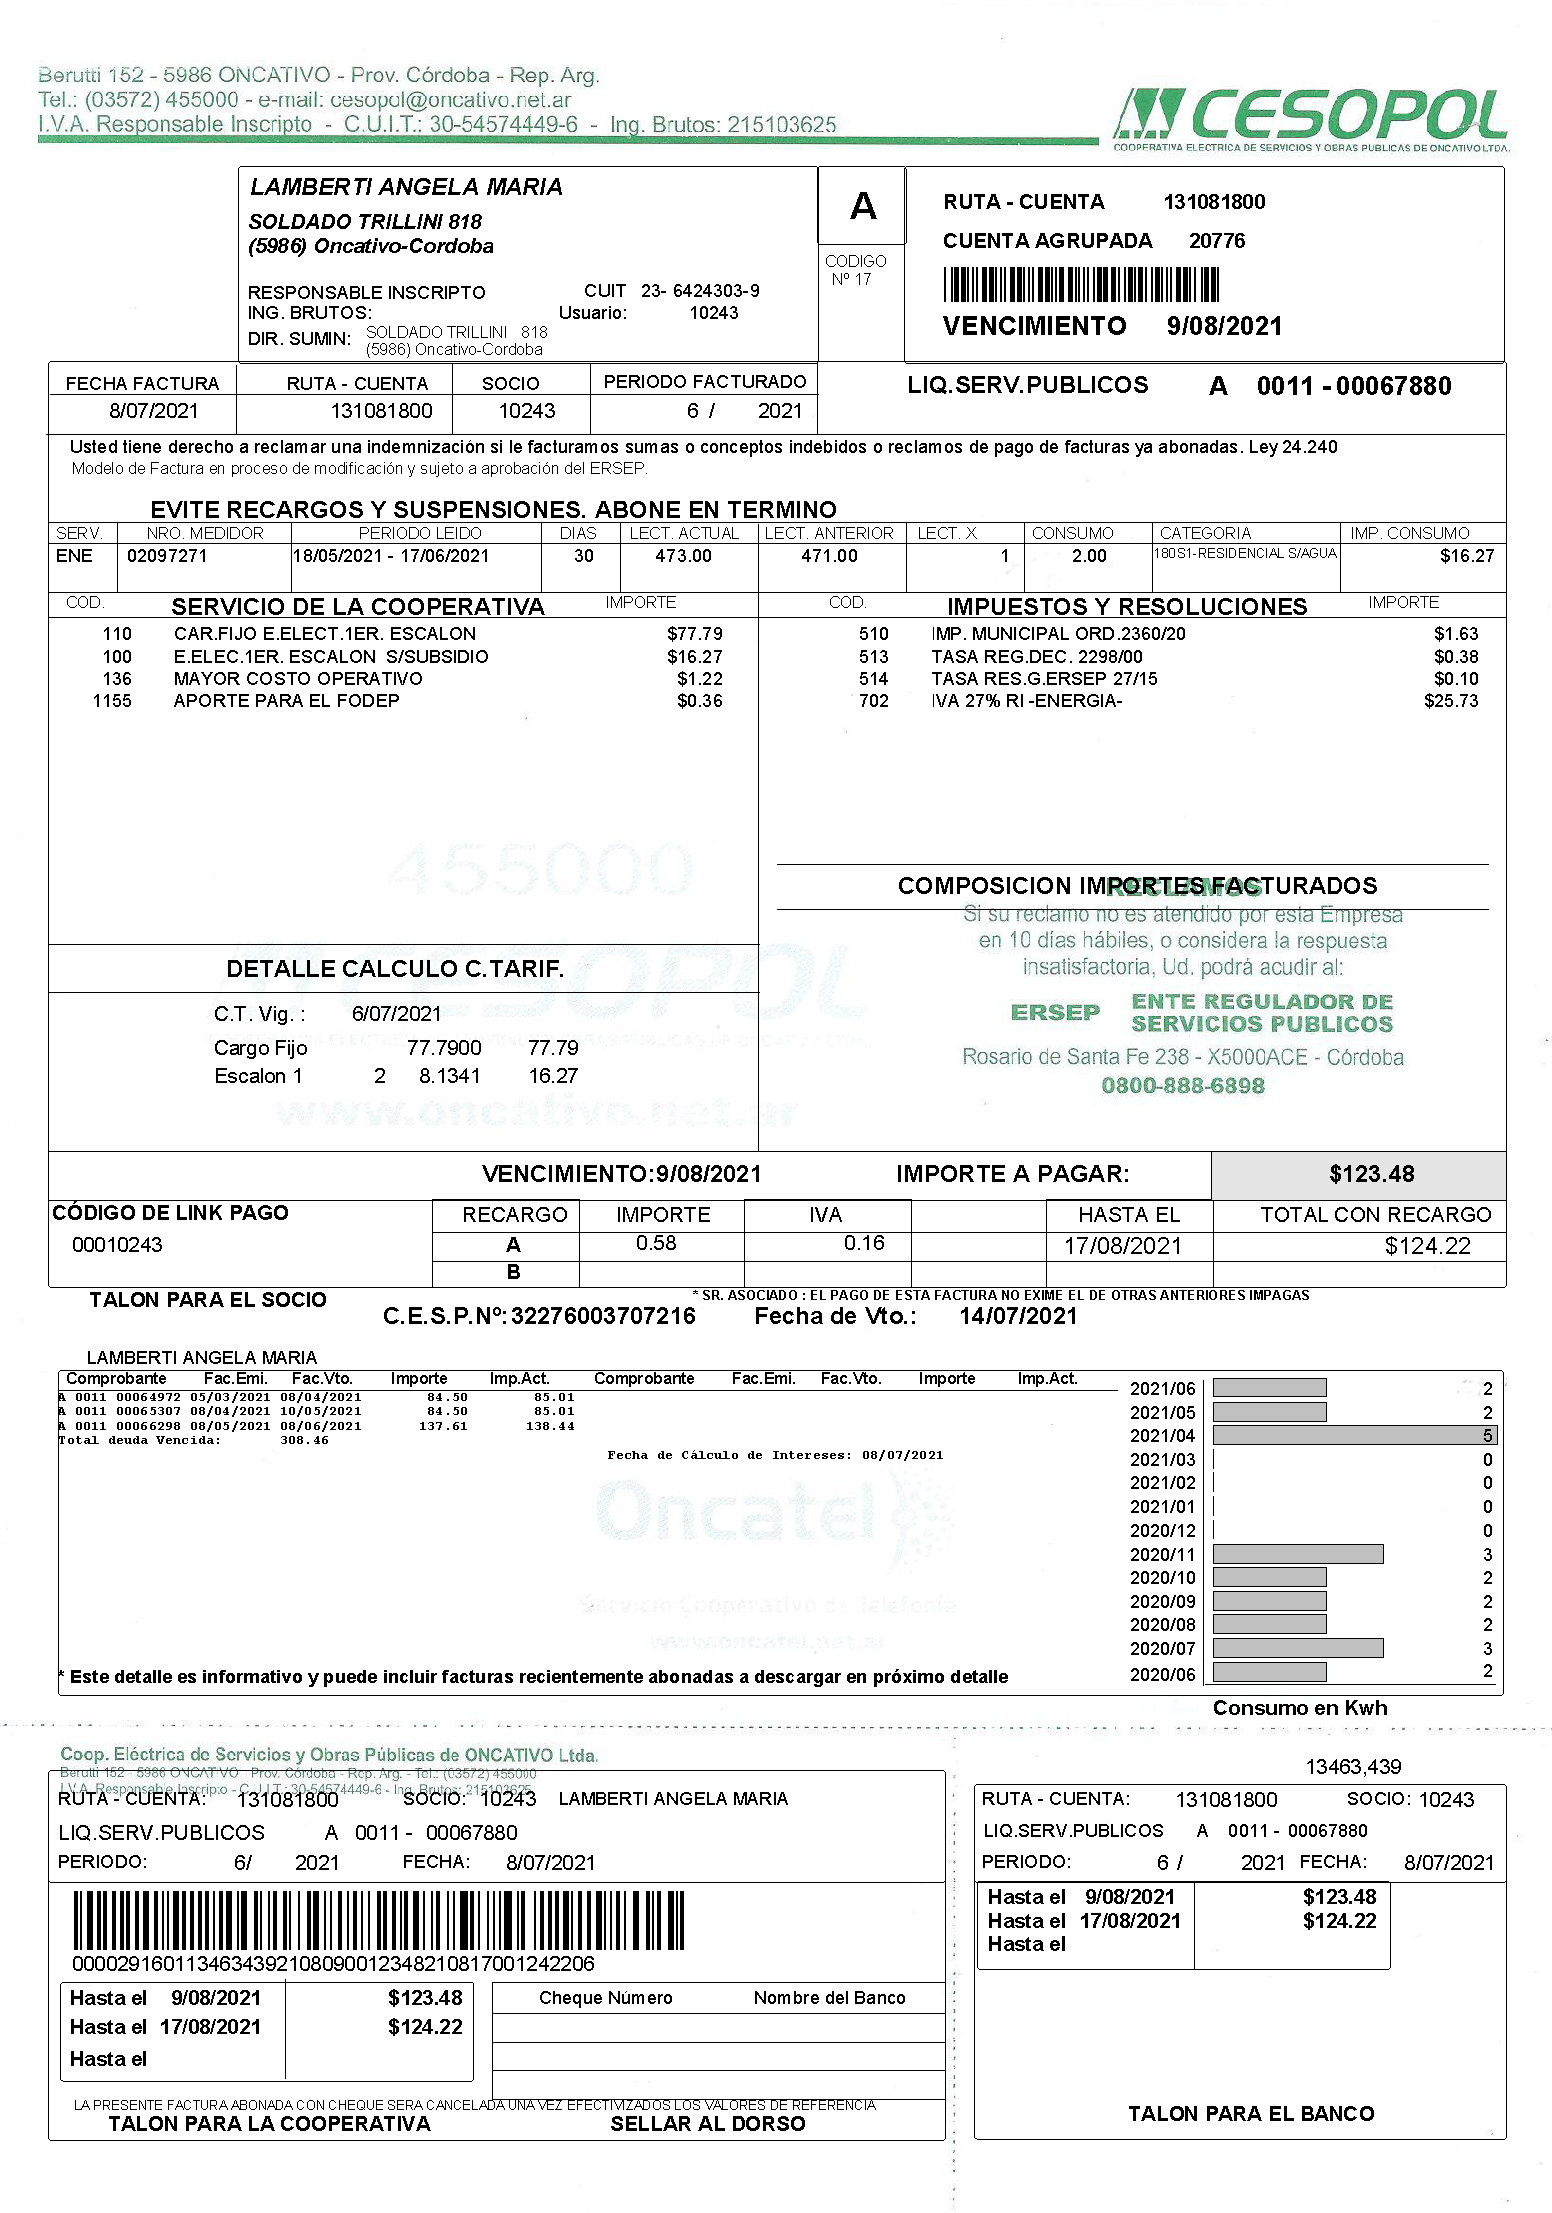 Berutti 152 - 5986 ONCATIVO - Prov. Córdoba - Rep. Arg.
Tel.: (03572) 455000 - e-mail: cesopol@oncativo.net.ar
I.V.A. Responsable Inscripto - C.U.I.T.: 30-54574449-6 - Ing. Brutos: 215103625
CESOPOL
COOPERATIVA ELECTRICA DE SERVICIOS Y OBRAS PUBLICAS DE ONCATIVO LTDA.
LAMBERTI ANGELA MARIA
SOLDADO TRILLINI 818
(5986) Oncativo-Cordoba
RESPONSABLE INSCRIPTO CUIT 23- 6424303-9
ING. BRUTOS: Usuario: 10243
DIR. SUMIN: SOLDADO TRILLINI 818
(5986) Oncativo-Cordoba
A
CODIGO
Nº 17
RUTA - CUENTA 131081800
CUENTA AGRUPADA 20776
VENCIMIENTO 9/08/2021
FECHA FACTURA RUTA - CUENTA SOCIO PERIODO FACTURADO
8/07/2021 131081800 10243 6 / 2021
LIQ.SERV.PUBLICOS A 0011 - 00067880
Usted tiene derecho a reclamar una indemnización si le facturamos sumas o conceptos indebidos o reclamos de pago de facturas ya abonadas. Ley 24.240
Modelo de Factura en proceso de modificación y sujeto a aprobación del ERSEP.
EVITE RECARGOS Y SUSPENSIONES. ABONE EN TERMINO
SERV. NRO. MEDIDOR PERIODO LEIDO DIAS LECT. ACTUAL LECT. ANTERIOR LECT. X CONSUMO CATEGORIA IMP. CONSUMO
ENE 02097271 18/05/2021 - 17/06/2021 30 473.00 471.00 1 2.00 180S1-RESIDENCIAL S/AGUA $16.27
COD. SERVICIO DE LA COOPERATIVA IMPORTE
110 CAR.FIJO E.ELECT.1ER. ESCALON $77.79
100 E.ELEC.1ER. ESCALON S/SUBSIDIO $16.27
136 MAYOR COSTO OPERATIVO $1.22
1155 APORTE PARA EL FODEP $0.36
COD. IMPUESTOS Y RESOLUCIONES IMPORTE
510 IMP. MUNICIPAL ORD.2360/20 $1.63
513 TASA REG.DEC. 2298/00 $0.38
514 TASA RES.G.ERSEP 27/15 $0.10
702 IVA 27% RI -ENERGIA- $25.73
455000
CESOPOL
www.oncativo.net.ar
DETALLE CALCULO C.TARIF.
C.T. Vig. : 6/07/2021
Cargo Fijo 77.7900 77.79
Escalon 1 2 8.1341 16.27
COMPOSICION IMPORTES FACTURADOS
RECLAMOS
Si su reclamo no es atendido por esta Empresa
en 10 días hábiles, o considera la respuesta
insatisfactoria, Ud. podrá acudir al:
ERSEP ENTE REGULADOR DE
SERVICIOS PUBLICOS
Rosario de Santa Fe 238 - X5000ACE - Córdoba
0800-888-6898
VENCIMIENTO:9/08/2021 IMPORTE A PAGAR: $123.48
CÓDIGO DE LINK PAGO
00010243
RECARGO IMPORTE IVA HASTA EL TOTAL CON RECARGO
A 0.58 0.16 17/08/2021 $124.22
B
TALON PARA EL SOCIO
* SR. ASOCIADO : EL PAGO DE ESTA FACTURA NO EXIME EL DE OTRAS ANTERIORES IMPAGAS
C.E.S.P.Nº: 32276003707216 Fecha de Vto.: 14/07/2021
LAMBERTI ANGELA MARIA
Comprobante Fac.Emi. Fac.Vto. Importe Imp.Act. Comprobante Fac.Emi. Fac.Vto. Importe Imp.Act.
A 0011 00064972 05/03/2021 08/04/2021 84.50 85.01
A 0011 00065307 08/04/2021 10/05/2021 84.50 85.01
A 0011 00066298 08/05/2021 08/06/2021 137.61 138.44
Total deuda Vencida: 308.46
Fecha de Cálculo de Intereses: 08/07/2021
Oncatel
Servicio Cooperativo de Telefonía
www.oncatel.net.ar
* Este detalle es informativo y puede incluir facturas recientemente abonadas a descargar en próximo detalle
2021/06 2
2021/05 2
2021/04 5
2021/03 0
2021/02 0
2021/01 0
2020/12 0
2020/11 3
2020/10 2
2020/09 2
2020/08 2
2020/07 3
2020/06 2
Consumo en Kwh
Coop. Eléctrica de Servicios y Obras Públicas de ONCATIVO Ltda.
Berutti 152 - 5986 ONCATIVO - Prov. Córdoba - Rep. Arg. - Tel.: (03572) 455000
I.V.A. Responsable Inscripto - C.U.I.T.: 30-54574449-6 - Ing. Brutos: 215103625
RUTA - CUENTA: 131081800 SOCIO: 10243 LAMBERTI ANGELA MARIA
LIQ.SERV.PUBLICOS A 0011 - 00067880
PERIODO: 6/ 2021 FECHA: 8/07/2021
00002916011346343921080900123482108170012422​06
Hasta el 9/08/2021 $123.48
Hasta el 17/08/2021 $124.22
Hasta el
Cheque Número Nombre del Banco
LA PRESENTE FACTURA ABONADA CON CHEQUE SERA CANCELADA UNA VEZ EFECTIVIZADOS LOS VALORES DE REFERENCIA
TALON PARA LA COOPERATIVA SELLAR AL DORSO
13463,439
RUTA - CUENTA: 131081800 SOCIO: 10243
LIQ.SERV.PUBLICOS A 0011 - 00067880
PERIODO: 6 / 2021 FECHA: 8/07/2021
Hasta el 9/08/2021 $123.48
Hasta el 17/08/2021 $124.22
Hasta el
TALON PARA EL BANCO